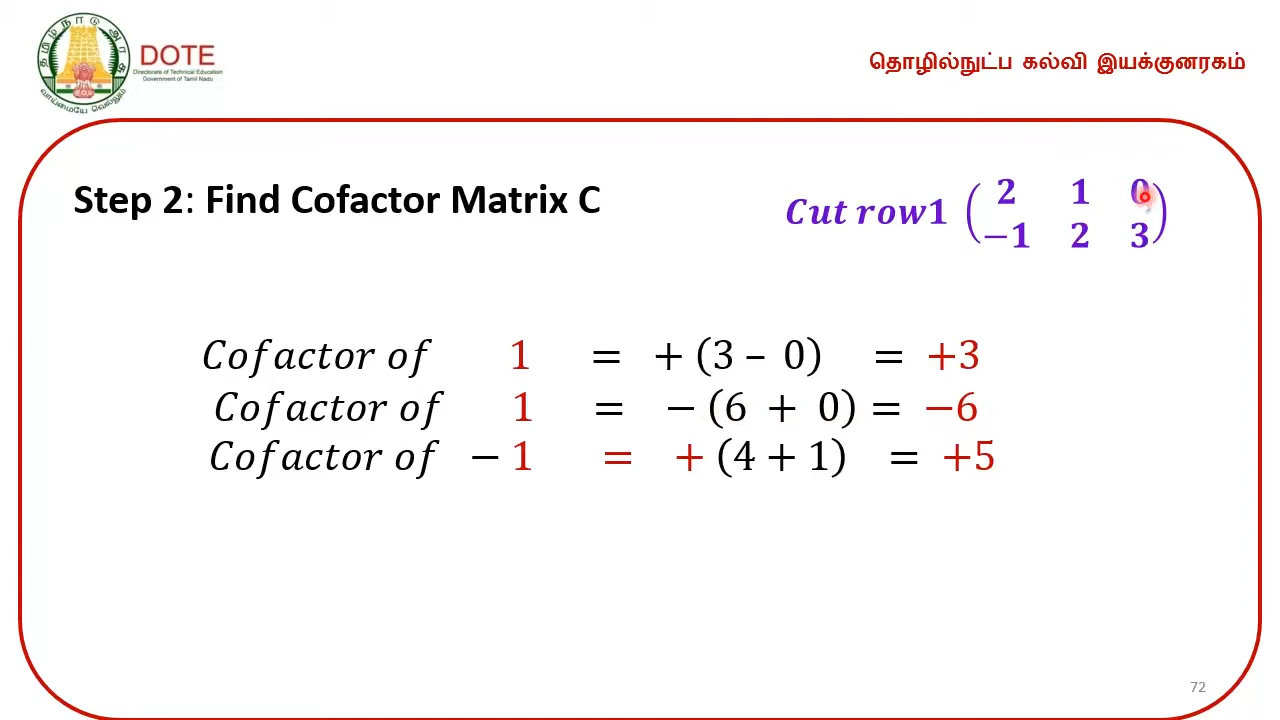 தமிழ்நாடு அரசு
வாய்மையே வெல்லும்
DOTE
Directorate of Technical Education
Government of Tamil Nadu
தொழில்நுட்ப கல்வி இயக்குனரகம்
Step 2: Find Cofactor Matrix C
Cut row1 ( 2 1 0
−1 2 3 )
Cofactor of 1 = + (3 – 0) = +3
Cofactor of 1 = − (6 + 0) = −6
Cofactor of − 1 = + (4 + 1) = +5
72